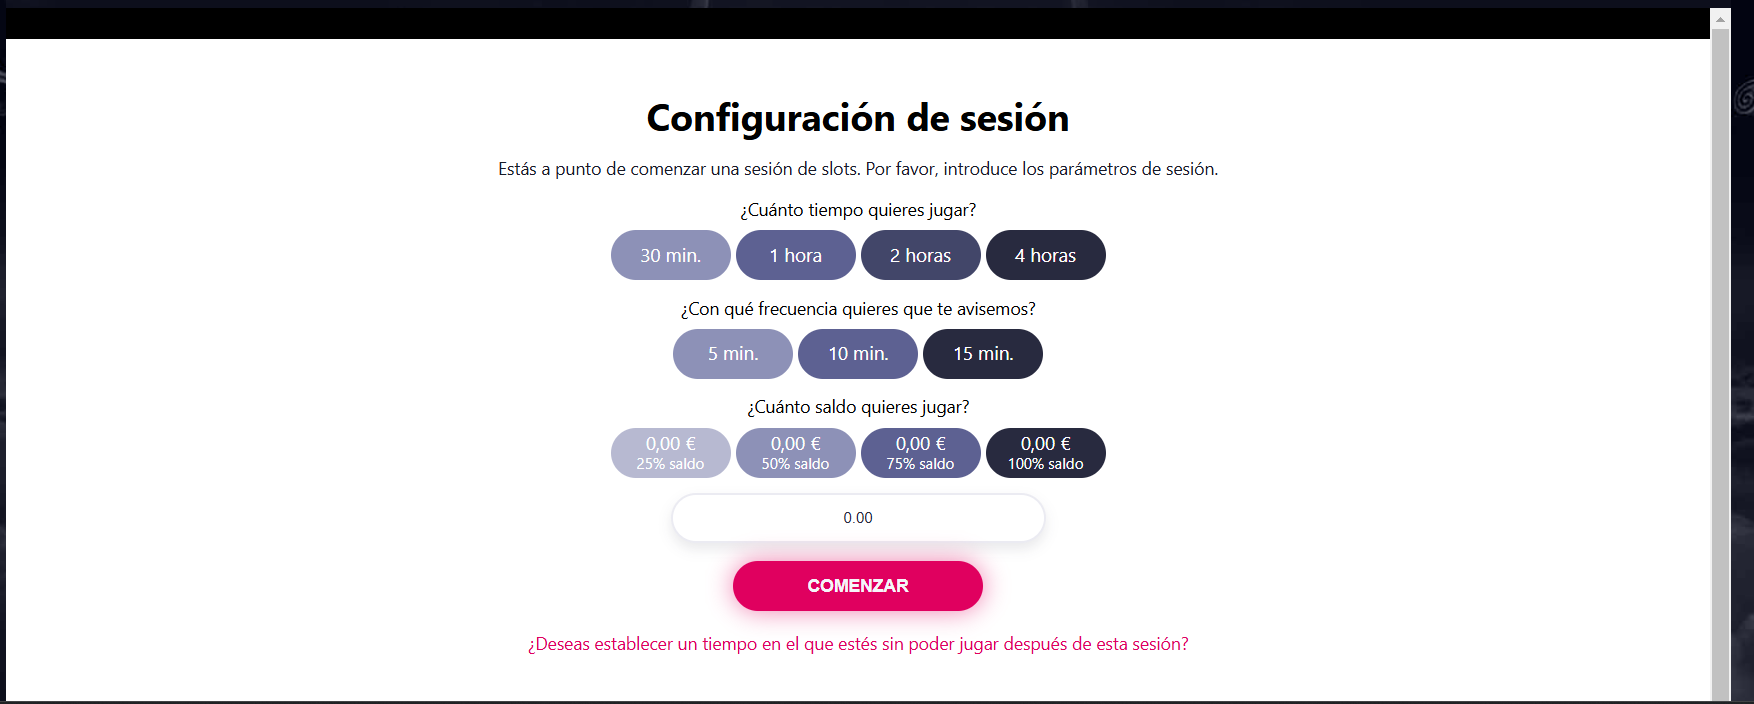 Configuración de sesión
Estás a punto de comenzar una sesión de slots. Por favor, introduce los parámetros de sesión.
¿Cuánto tiempo quieres jugar?
30 min. 1 hora 2 horas 4 horas
¿Con qué frecuencia quieres que te avisemos?
5 min. 10 min. 15 min.
¿Cuánto saldo quieres jugar?
0,00 € 0,00 € 0,00 € 0,00 €
25% saldo 50% saldo 75% saldo 100% saldo
0.00
COMENZAR
¿Deseas establecer un tiempo en el que estés sin poder jugar después de esta sesión?